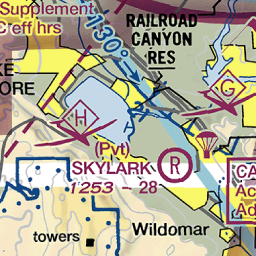 Supplement
C eff hrs
130°
RAILROAD
CANYON
RES
KE
ORE
H
G
(Pvt)
SKYLARK
R
1253 - 28
CA
Ac
Ad
towers
Wildomar